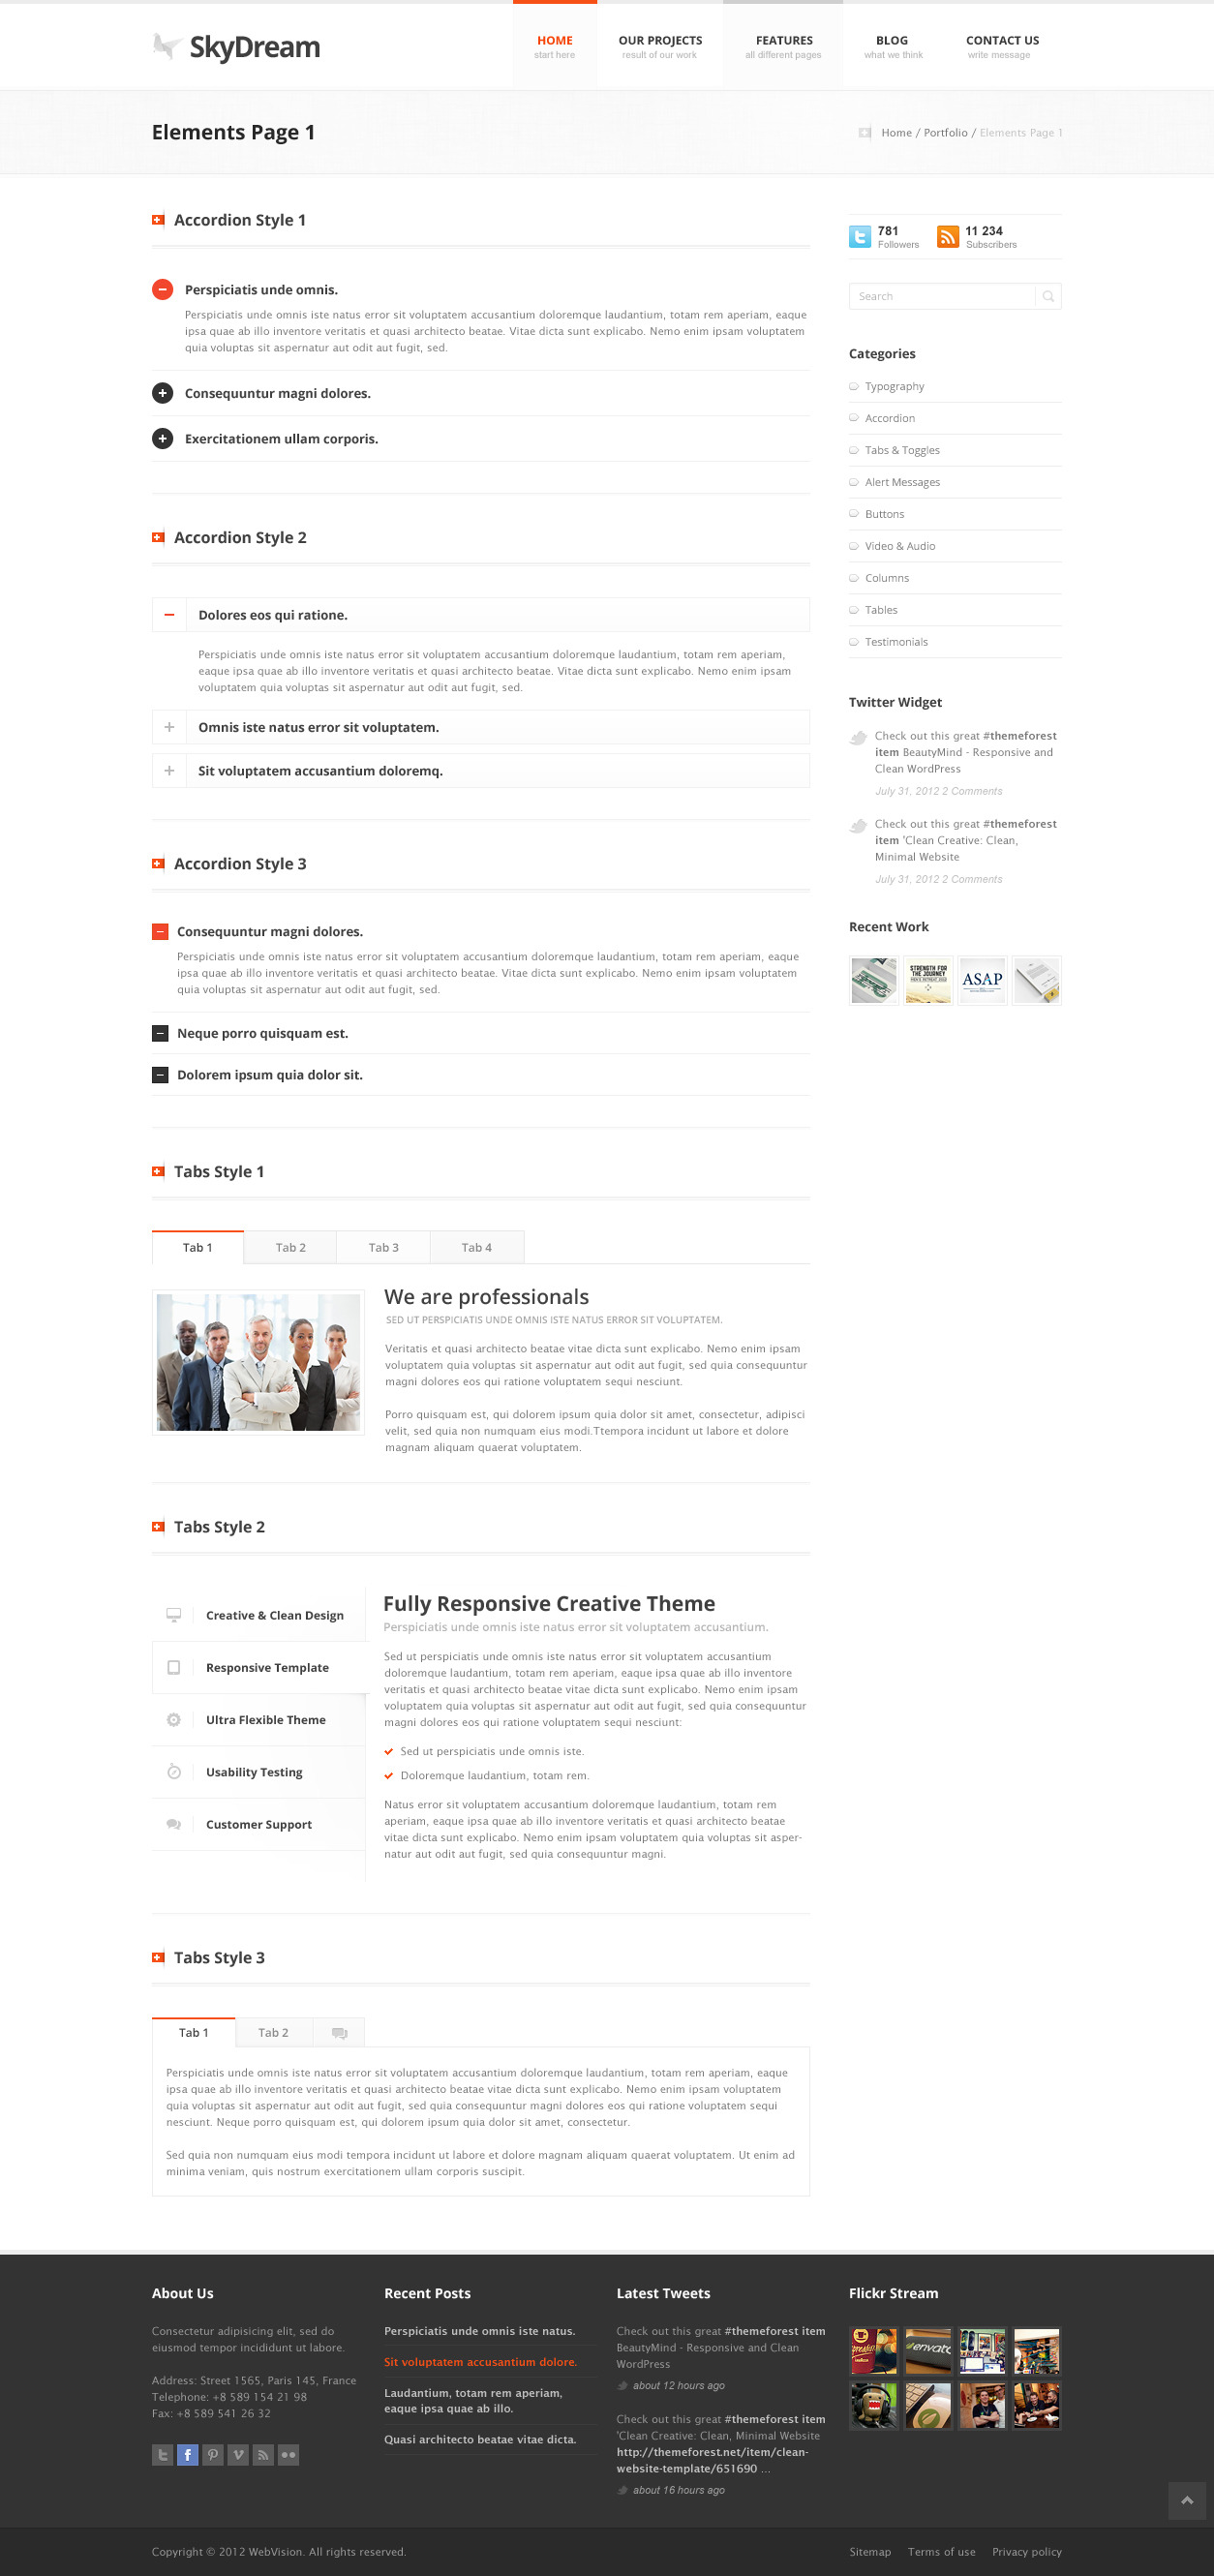 SkyDream
HOME
start here
OUR PROJECTS
result of our work
FEATURES
all different pages
BLOG
what we think
CONTACT US
write message
Elements Page 1
Home / Portfolio / Elements Page 1
Accordion Style 1
Perspiciatis unde omnis.
Perspiciatis unde omnis iste natus error sit voluptatem accusantium doloremque laudantium, totam rem aperiam, eaque
ipsa quae ab illo inventore veritatis et quasi architecto beatae. Vitae dicta sunt explicabo. Nemo enim ipsam voluptatem
quia voluptas sit aspernatur aut odit aut fugit, sed.
Consequuntur magni dolores.
Exercitationem ullam corporis.
Accordion Style 2
Dolores eos qui ratione.
Perspiciatis unde omnis iste natus error sit voluptatem accusantium doloremque laudantium, totam rem aperiam,
eaque ipsa quae ab illo inventore veritatis et quasi architecto beatae. Vitae dicta sunt explicabo. Nemo enim ipsam
voluptatem quia voluptas sit aspernatur aut odit aut fugit, sed.
Omnis iste natus error sit voluptatem.
Sit voluptatem accusantium doloremq.
Accordion Style 3
Consequuntur magni dolores.
Perspiciatis unde omnis iste natus error sit voluptatem accusantium doloremque laudantium, totam rem aperiam, eaque
ipsa quae ab illo inventore veritatis et quasi architecto beatae. Vitae dicta sunt explicabo. Nemo enim ipsam voluptatem
quia voluptas sit aspernatur aut odit aut fugit, sed.
Neque porro quisquam est.
Dolorem ipsum quia dolor sit.
Tabs Style 1
Tab 1
Tab 2
Tab 3
Tab 4
We are professionals
SED UT PERSPICIATIS UNDE OMNIS ISTE NATUS ERROR SIT VOLUPTATEM.
Veritatis et quasi architecto beatae vitae dicta sunt explicabo. Nemo enim ipsam
voluptatem quia voluptas sit aspernatur aut odit aut fugit, sed quia consequuntur
magni dolores eos qui ratione voluptatem sequi nesciunt.
Porro quisquam est, qui dolorem ipsum quia dolor sit amet, consectetur, adipisci
velit, sed quia non numquam eius modi.Ttempora incidunt ut labore et dolore
magnam aliquam quaerat voluptatem.
Tabs Style 2
Creative & Clean Design
Responsive Template
Ultra Flexible Theme
Usability Testing
Customer Support
Fully Responsive Creative Theme
Perspiciatis unde omnis iste natus error sit voluptatem accusantium.
Sed ut perspiciatis unde omnis iste natus error sit voluptatem accusantium
doloremque laudantium, totam rem aperiam, eaque ipsa quae ab illo inventore
veritatis et quasi architecto beatae vitae dicta sunt explicabo. Nemo enim ipsam
voluptatem quia voluptas sit aspernatur aut odit aut fugit, sed quia consequuntur
magni dolores eos qui ratione voluptatem sequi nesciunt:
Sed ut perspiciatis unde omnis iste.
Doloremque laudantium, totam rem.
Natus error sit voluptatem accusantium doloremque laudantium, totam rem
aperiam, eaque ipsa quae ab illo inventore veritatis et quasi architecto beatae
vitae dicta sunt explicabo. Nemo enim ipsam voluptatem quia voluptas sit asper-
natur aut odit aut fugit, sed quia consequuntur magni.
Tabs Style 3
Tab 1
Tab 2
Perspiciatis unde omnis iste natus error sit voluptatem accusantium doloremque laudantium, totam rem aperiam, eaque
ipsa quae ab illo inventore veritatis et quasi architecto beatae vitae dicta sunt explicabo. Nemo enim ipsam voluptatem
quia voluptas sit aspernatur aut odit aut fugit, sed quia consequuntur magni dolores eos qui ratione voluptatem sequi
nesciunt. Neque porro quisquam est, qui dolorem ipsum quia dolor sit amet, consectetur.
Sed quia non numquam eius modi tempora incidunt ut labore et dolore magnam aliquam quaerat voluptatem. Ut enim ad
minima veniam, quis nostrum exercitationem ullam corporis suscipit.
781
Followers
11 234
Subscribers
Search
Categories
Typography
Accordion
Tabs & Toggles
Alert Messages
Buttons
Video & Audio
Columns
Tables
Testimonials
Twitter Widget
Check out this great #themeforest
item BeautyMind - Responsive and
Clean WordPress
July 31, 2012 2 Comments
Check out this great #themeforest
item 'Clean Creative: Clean,
Minimal Website
July 31, 2012 2 Comments
Recent Work
STRENGTH FOR
THE JOURNEY
ASAP
About Us
Consectetur adipisicing elit, sed do
eiusmod tempor incididunt ut labore.
Address: Street 1565, Paris 145, France
Telephone: +8 589 154 21 98
Fax: +8 589 541 26 32
Recent Posts
Perspiciatis unde omnis iste natus.
Sit voluptatem accusantium dolore.
Laudantium, totam rem aperiam,
eaque ipsa quae ab illo.
Quasi architecto beatae vitae dicta.
Latest Tweets
Check out this great #themeforest item
BeautyMind - Responsive and Clean
WordPress
about 12 hours ago
Check out this great #themeforest item
'Clean Creative: Clean, Minimal Website
http://themeforest.net/item/clean-
website-template/651690 ...
about 16 hours ago
Flickr Stream
envato
Copyright © 2012 WebVision. All rights reserved.
Sitemap
Terms of use
Privacy policy